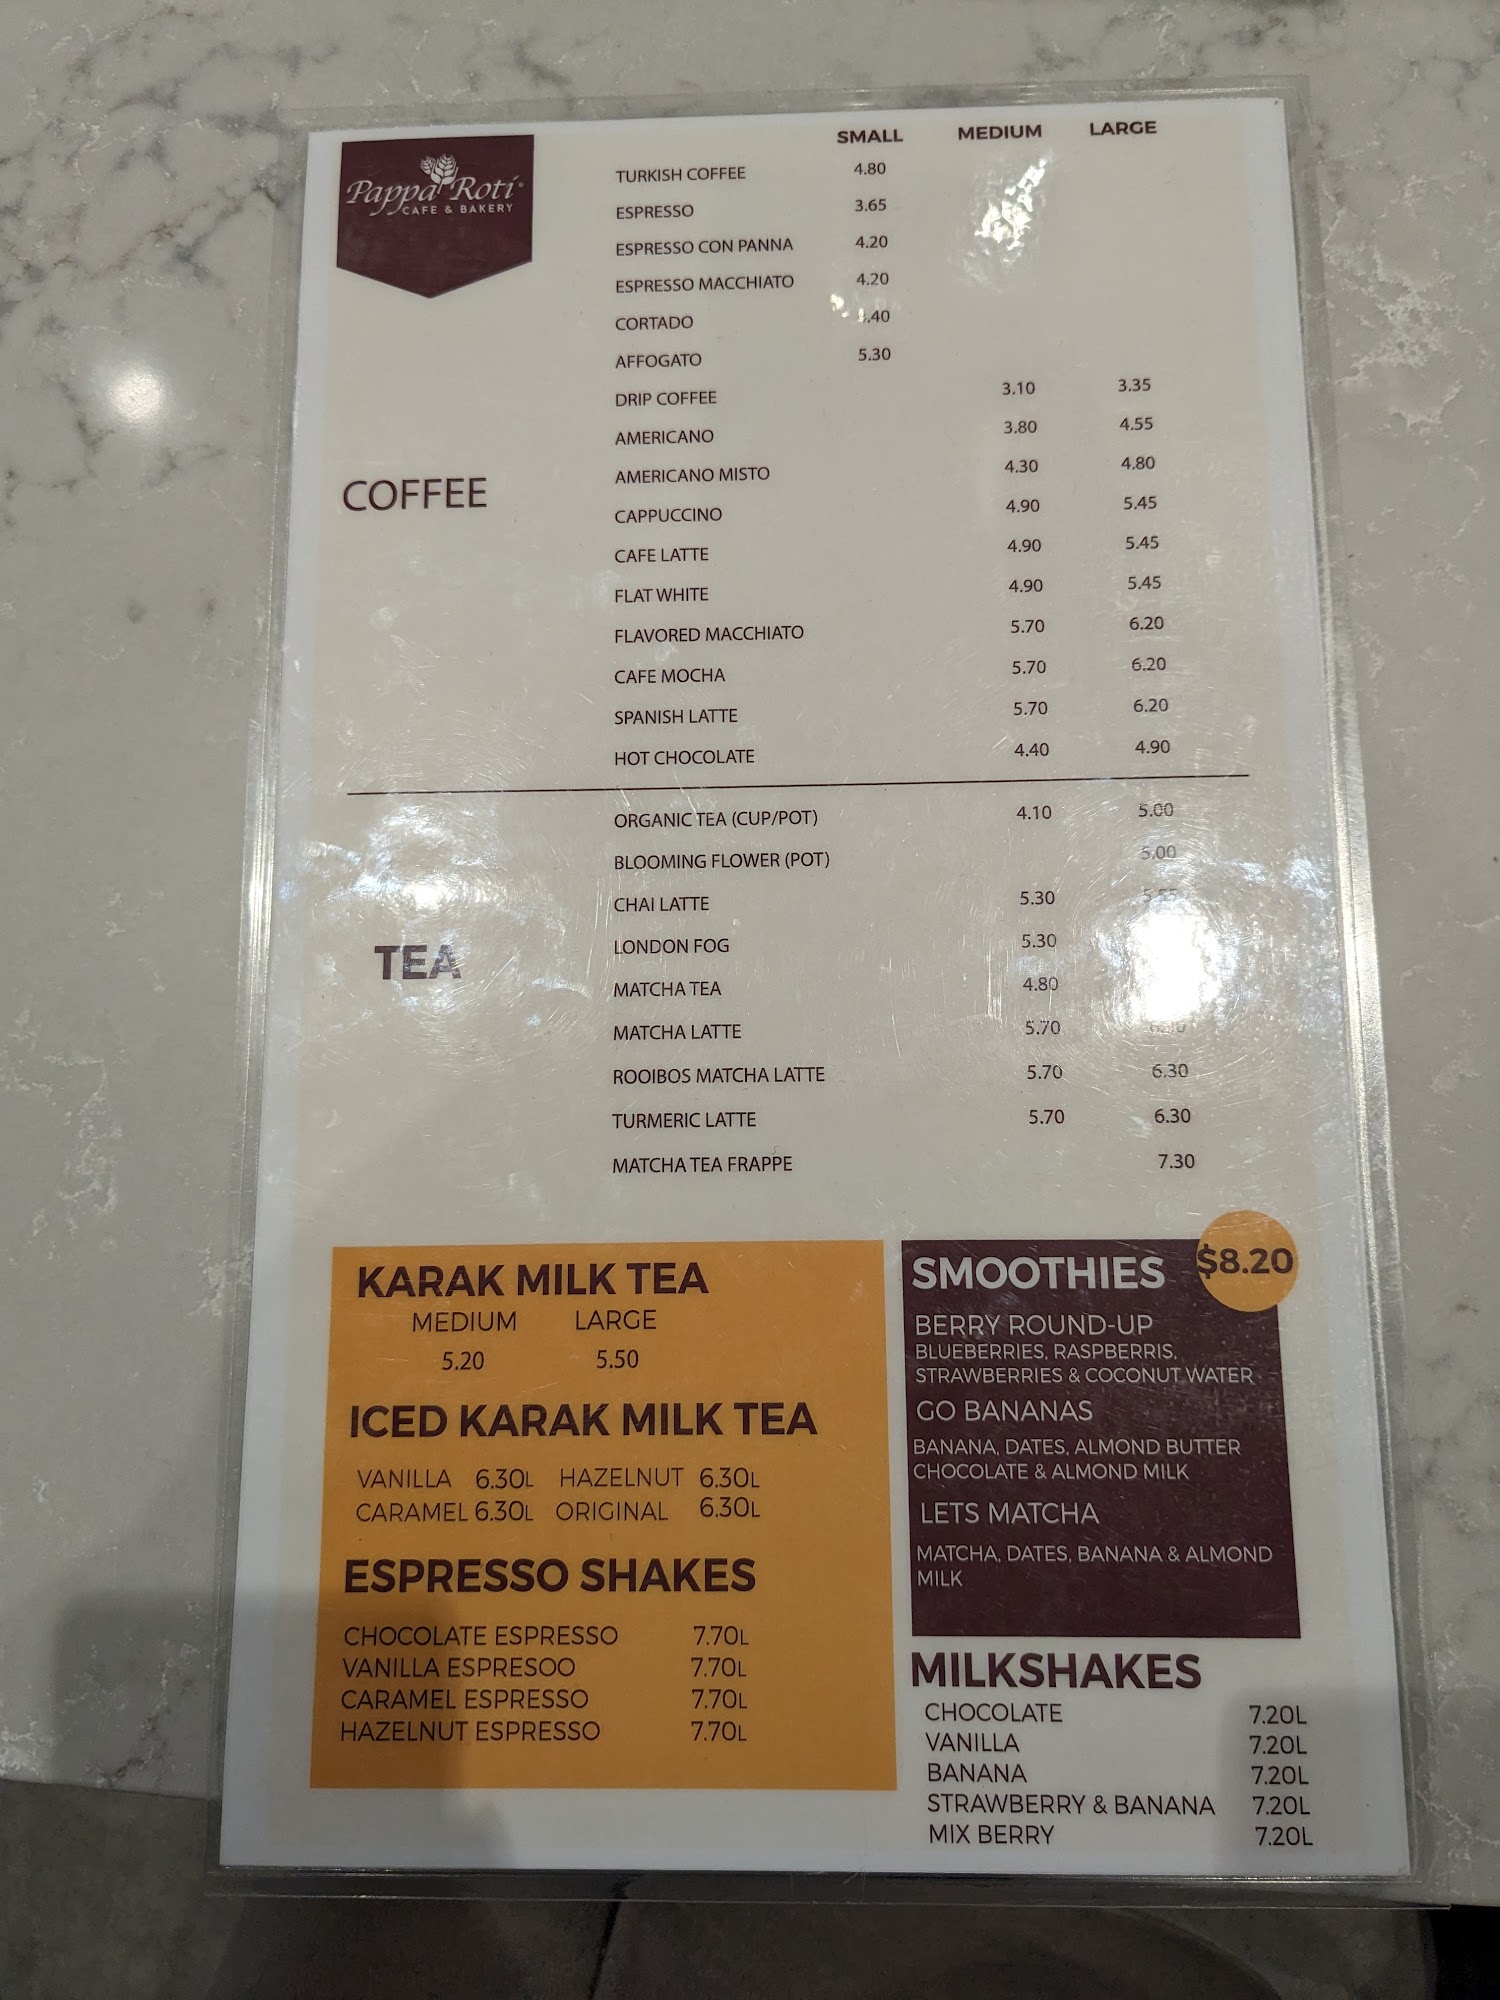 Pappa Roti
CAFE & BAKERY
SMALL MEDIUM LARGE
COFFEE
TURKISH COFFEE 4.80
ESPRESSO 3.65
ESPRESSO CON PANNA 4.20
ESPRESSO MACCHIATO 4.20
CORTADO .40
AFFOGATO 5.30
DRIP COFFEE 3.10 3.35
AMERICANO 3.80 4.55
AMERICANO MISTO 4.30 4.80
CAPPUCCINO 4.90 5.45
CAFE LATTE 4.90 5.45
FLAT WHITE 4.90 5.45
FLAVORED MACCHIATO 5.70 6.20
CAFE MOCHA 5.70 6.20
SPANISH LATTE 5.70 6.20
HOT CHOCOLATE 4.40 4.90
TEA
ORGANIC TEA (CUP/POT) 4.10 5.00
BLOOMING FLOWER (POT) 5.00
CHAI LATTE 5.30
LONDON FOG 5.30
MATCHA TEA 4.80
MATCHA LATTE 5.70
ROOIBOS MATCHA LATTE 5.70 6.30
TURMERIC LATTE 5.70 6.30
MATCHA TEA FRAPPE 7.30
KARAK MILK TEA
MEDIUM LARGE
5.20 5.50
ICED KARAK MILK TEA
VANILLA 6.30L HAZELNUT 6.30L
CARAMEL 6.30L ORIGINAL 6.30L
ESPRESSO SHAKES
CHOCOLATE ESPRESSO 7.70L
VANILLA ESPRESOO 7.70L
CARAMEL ESPRESSO 7.70L
HAZELNUT ESPRESSO 7.70L
SMOOTHIES $8.20
BERRY ROUND-UP
BLUEBERRIES, RASPBERRIS,
STRAWBERRIES & COCONUT WATER
GO BANANAS
BANANA, DATES, ALMOND BUTTER
CHOCOLATE & ALMOND MILK
LETS MATCHA
MATCHA, DATES, BANANA & ALMOND
MILK
MILKSHAKES
CHOCOLATE 7.20L
VANILLA 7.20L
BANANA 7.20L
STRAWBERRY & BANANA 7.20L
MIX BERRY 7.20L